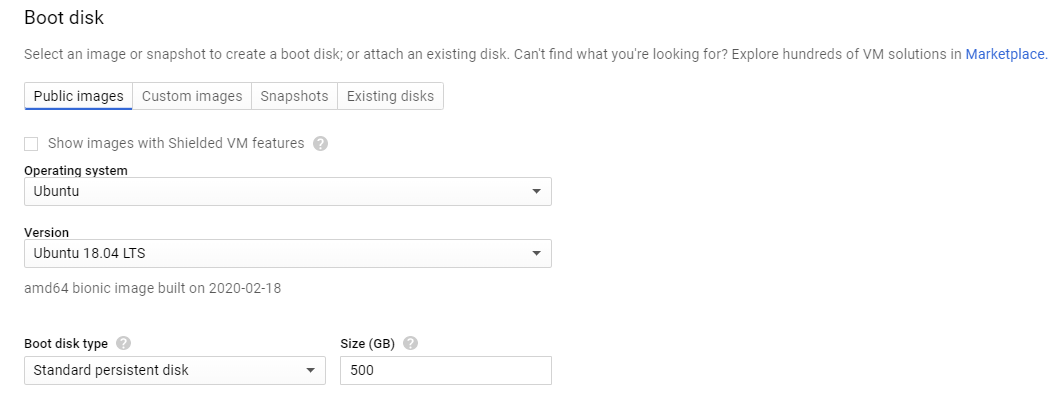 Boot disk
Select an image or snapshot to create a boot disk; or attach an existing disk. Can't find what you're looking for? Explore hundreds of VM solutions in Marketplace.
Public images Custom images Snapshots Existing disks
Show images with Shielded VM features ?
Operating system
Ubuntu
Version
Ubuntu 18.04 LTS
amd64 bionic image built on 2020-02-18
Boot disk type ? Size (GB) ?
Standard persistent disk 500